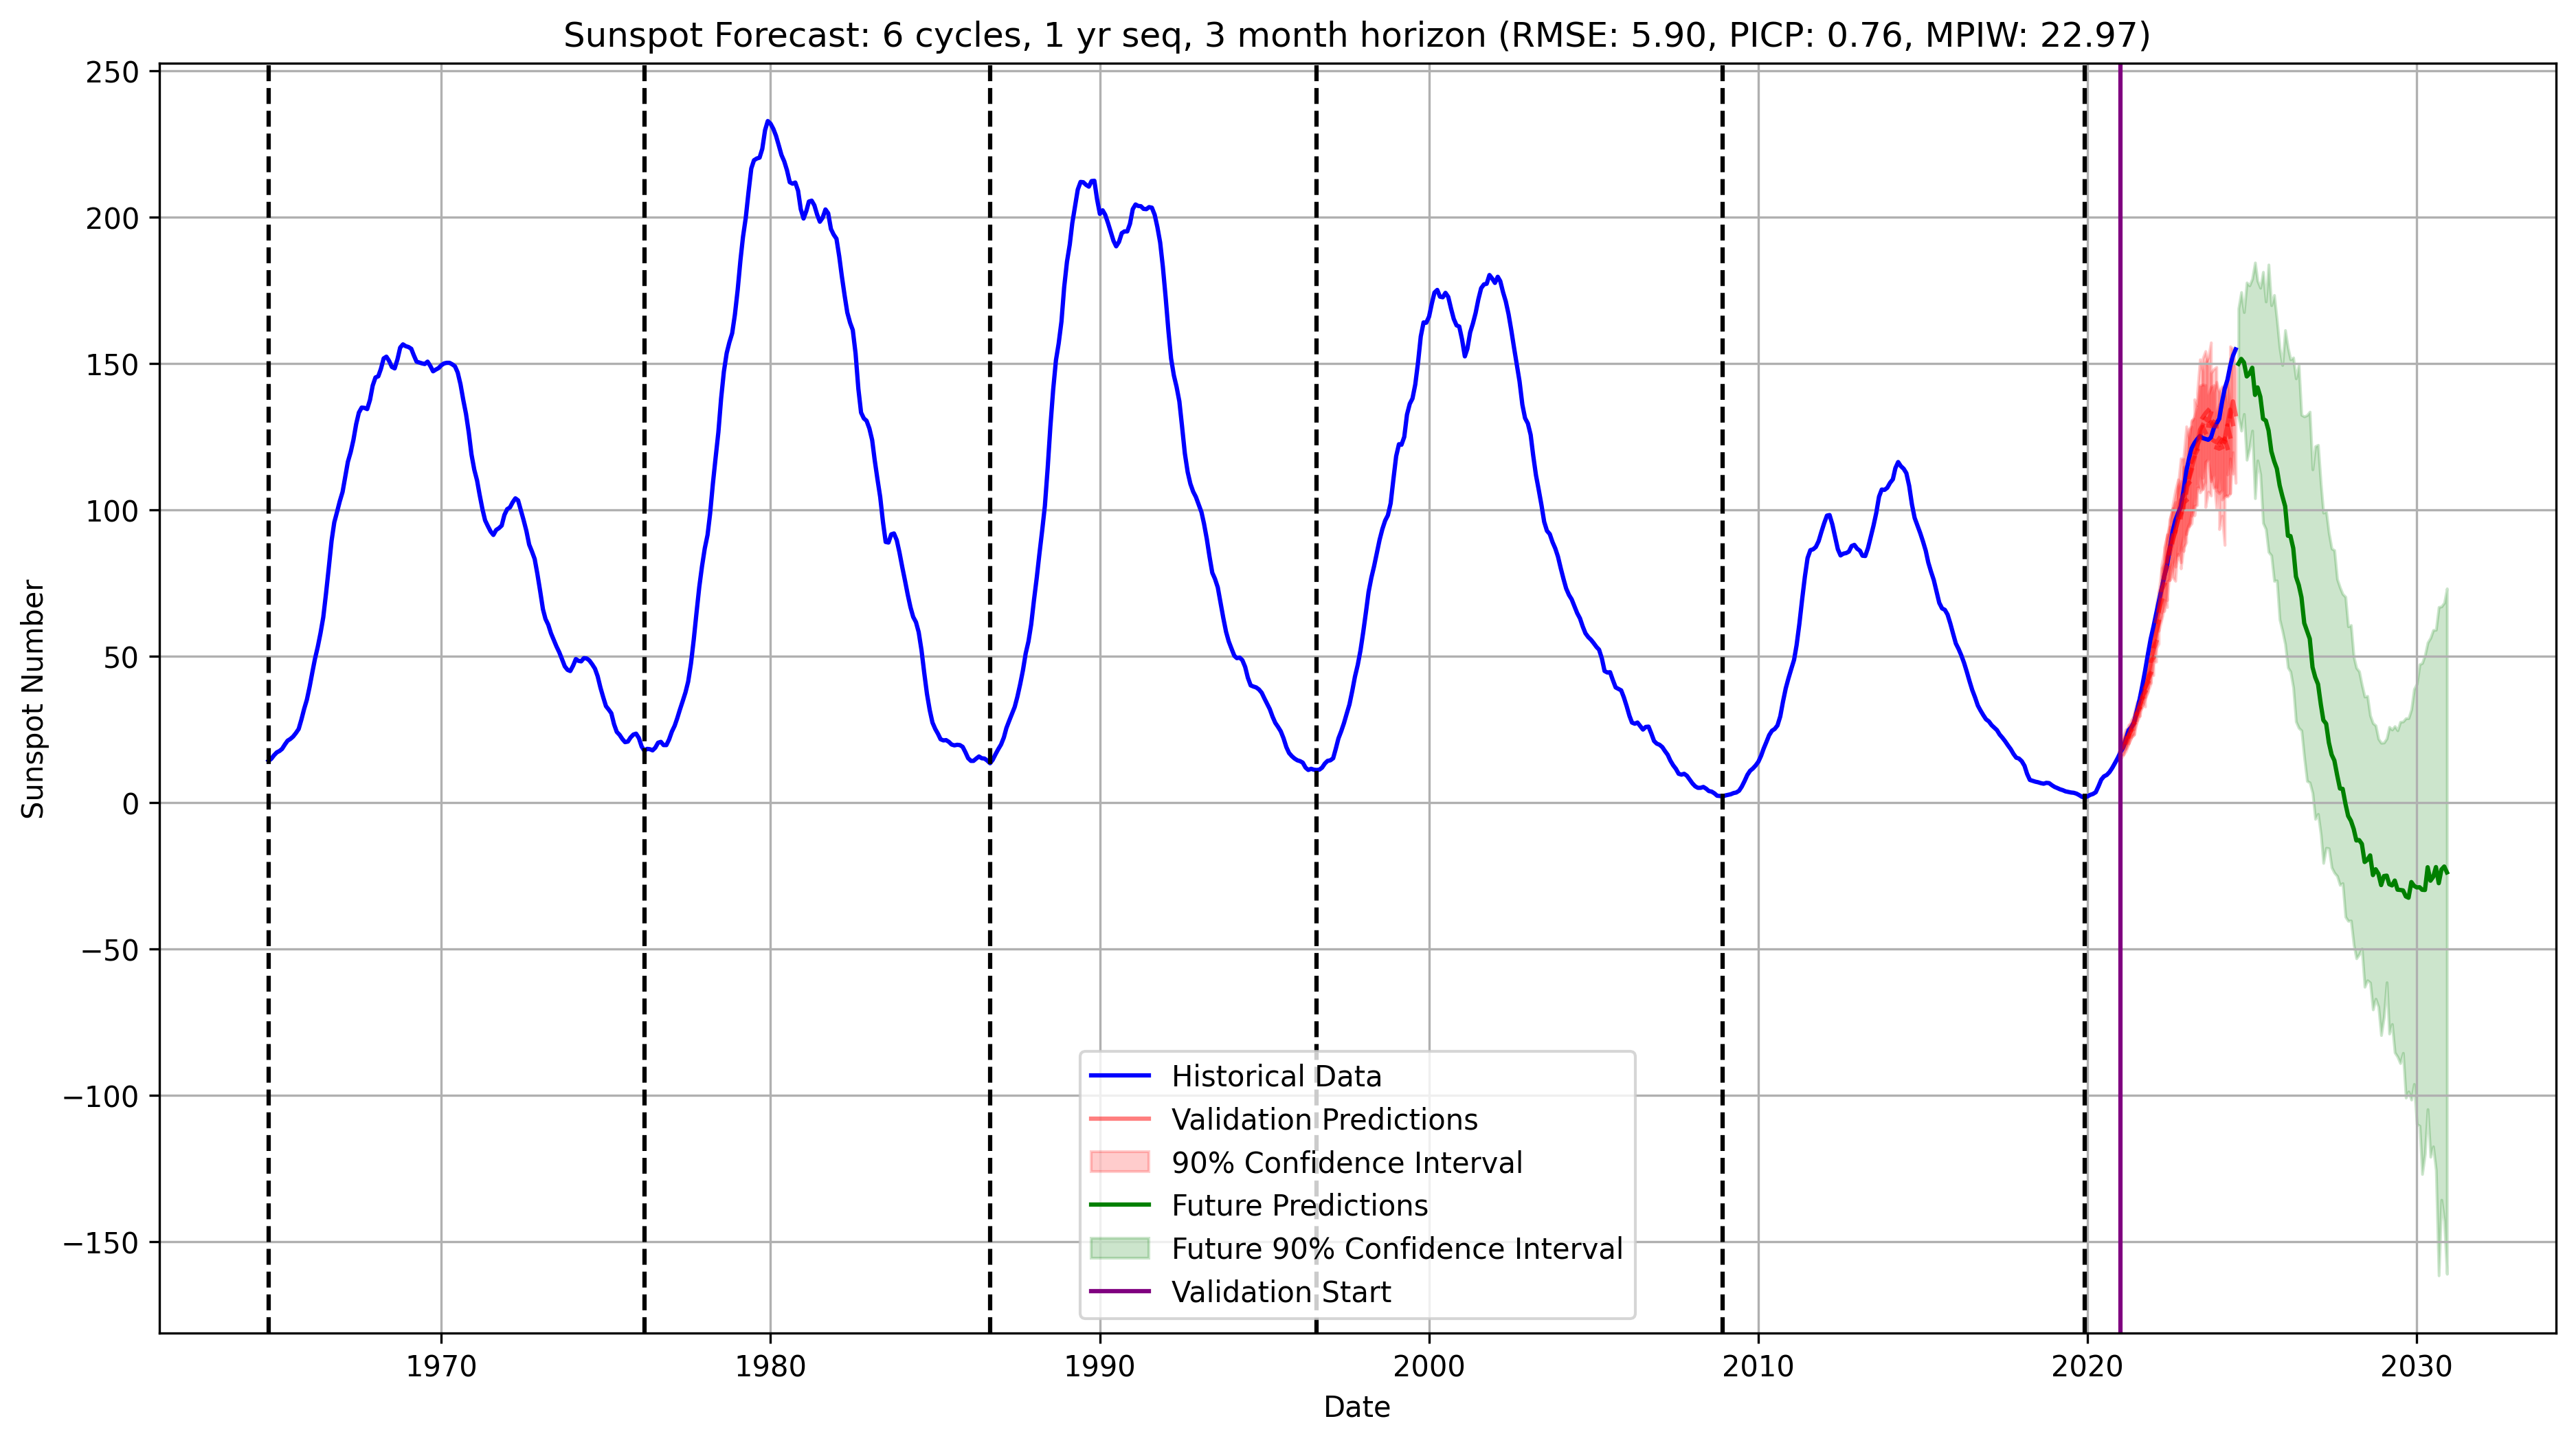 Sunspot Forecast: 6 cycles, 1 yr seq, 3 month horizon (RMSE: 5.90, PICP: 0.76, MPIW: 22.97)
250
200
150
100
50
0
−50
−100
−150
Sunspot Number
Historical Data
Validation Predictions
90% Confidence Interval
Future Predictions
Future 90% Confidence Interval
Validation Start
1970 1980 1990 2000 2010 2020 2030
Date